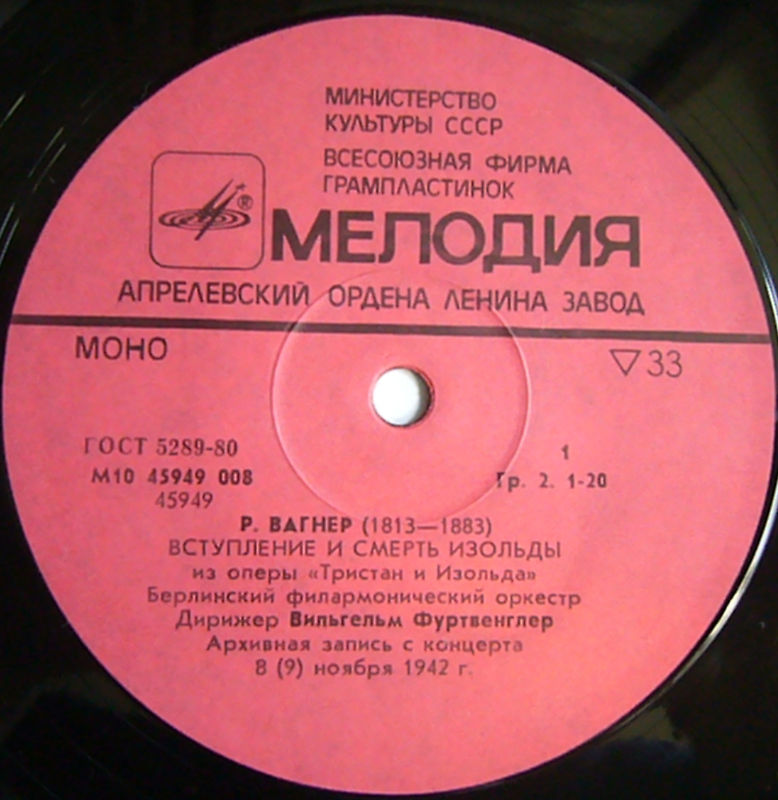 МИНИСТЕРСТВО
КУЛЬТУРЫ СССР
ВСЕСОЮЗНАЯ ФИРМА
ГРАМПЛАСТИНОК
®
МЕЛОДИЯ
АПРЕЛЕВСКИЙ ОРДЕНА ЛЕНИНА ЗАВОД
МОНО
▽33
ГОСТ 5289-80
1
М10 45949 008
Гр. 2. 1-20
45949
Р. ВАГНЕР (1813—1883)
ВСТУПЛЕНИЕ И СМЕРТЬ ИЗОЛЬДЫ
из оперы «Тристан и Изольда»
Берлинский филармонический оркестр
Дирижер Вильгельм Фуртвенглер
Архивная запись с концерта
8 (9) ноября 1942 г.